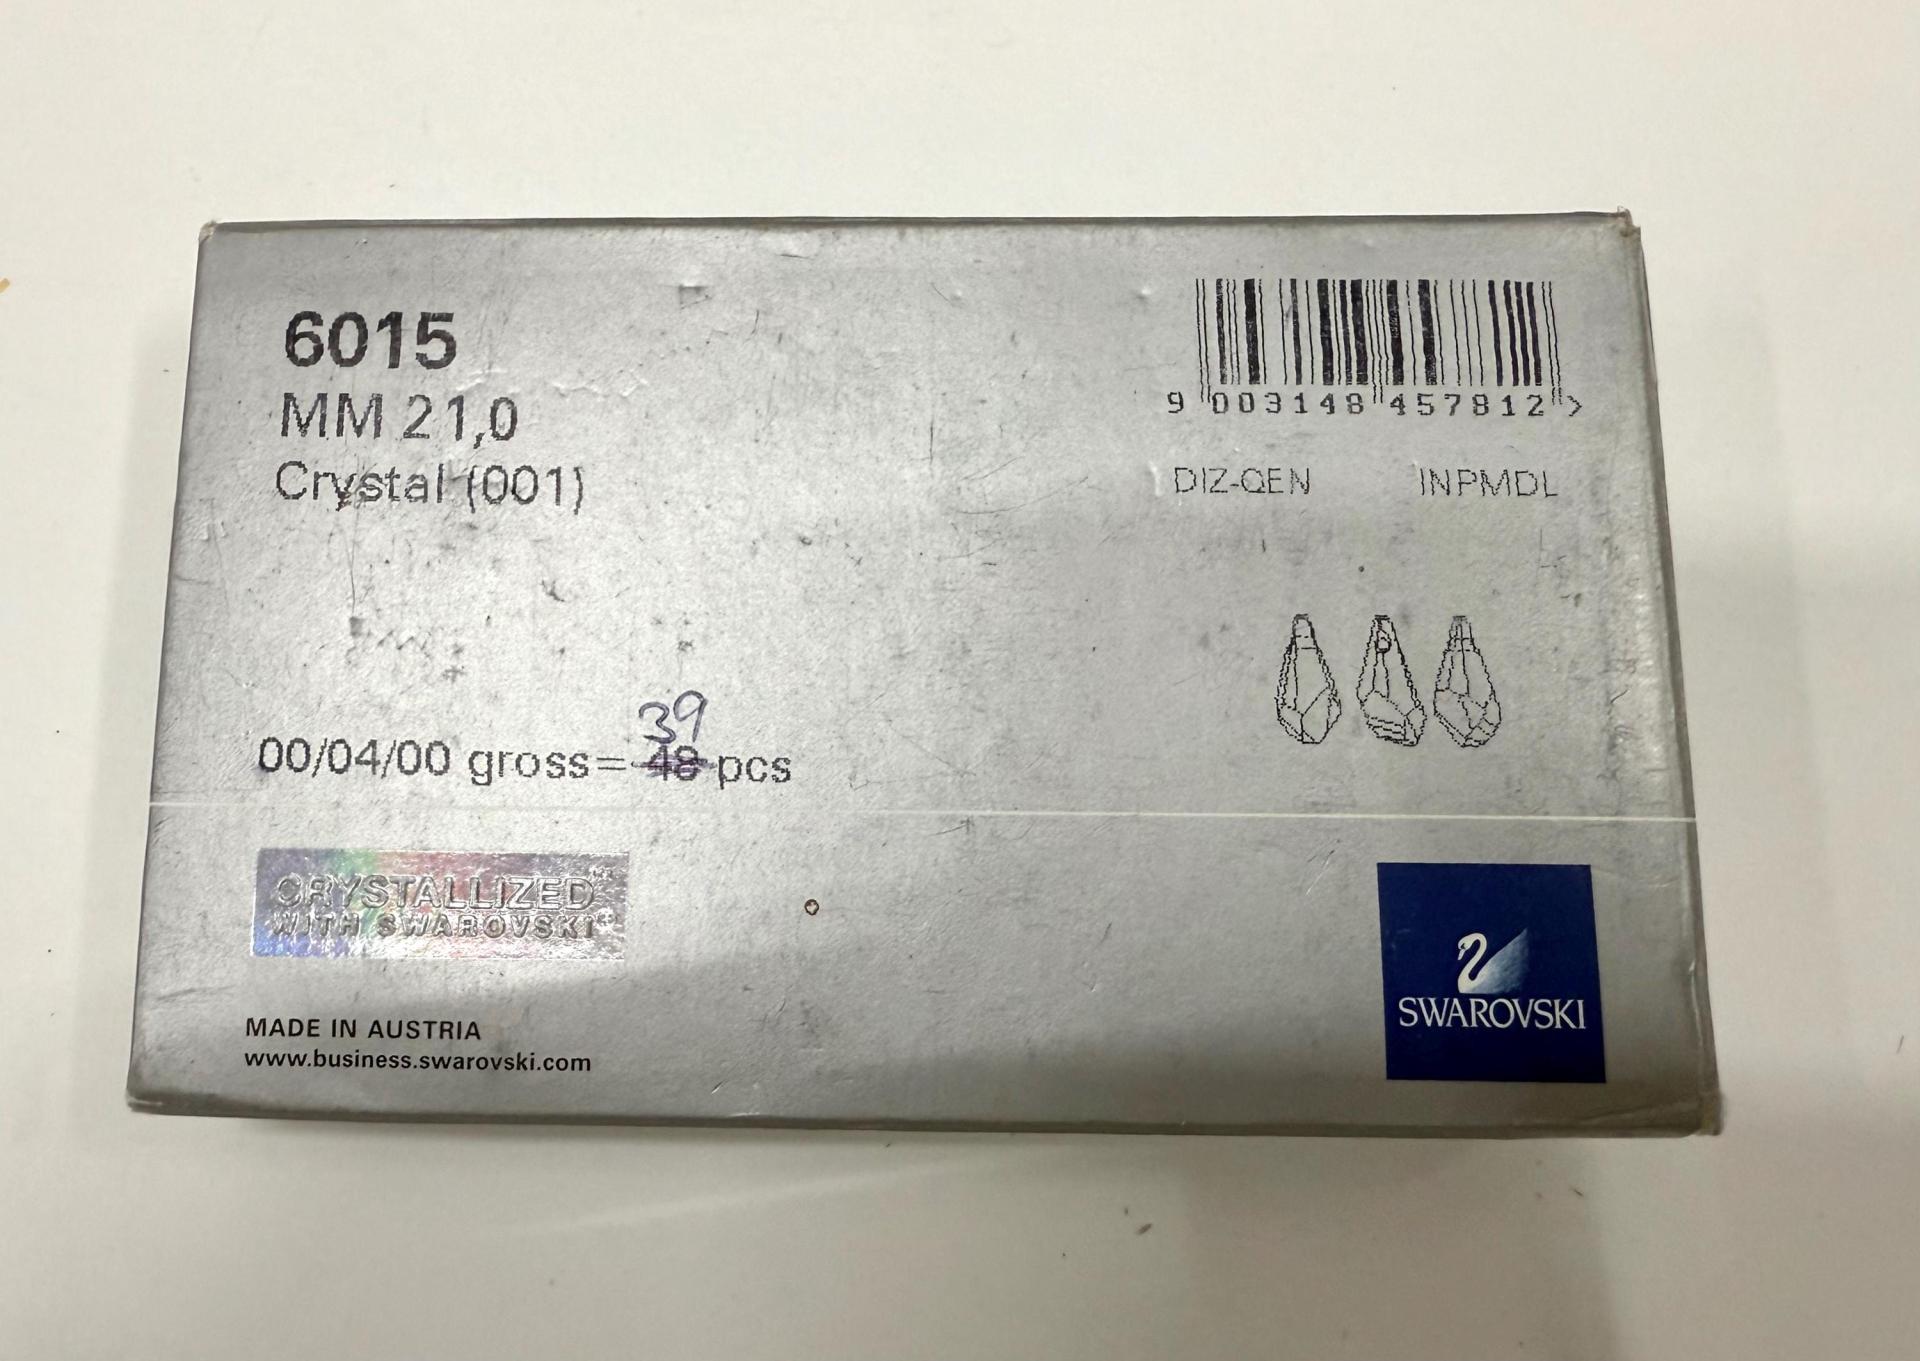 6015
MM 21,0
Crystal (001)
9 003148 457812 >
DIZ-QEN INPMDL
39
00/04/00 gross= 48 pcs
CRYSTALLIZED™
WITH SWAROVSKI®
MADE IN AUSTRIA
www.business.swarovski.com
SWAROVSKI